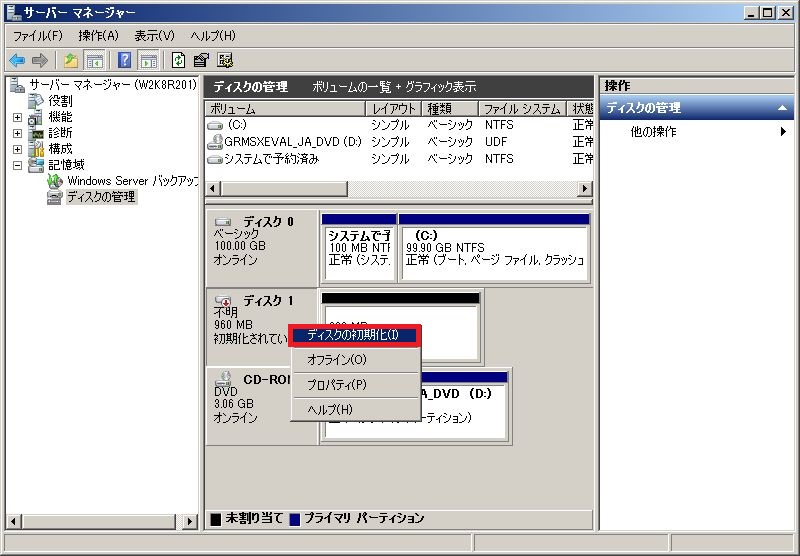 サーバー マネージャー
ファイル(F) 操作(A) 表示(V) ヘルプ(H)
サーバー マネージャー (W2K8R201)
役割
機能
診断
構成
記憶域
Windows Server バックアップ
ディスクの管理
ディスクの管理 ボリュームの一覧 + グラフィック表示
ボリューム レイアウト 種類 ファイル システム 状態
(C:) シンプル ベーシック NTFS 正常
GRMSXEVAL_JA_DVD (D:) シンプル ベーシック UDF 正常
システムで予約済み シンプル ベーシック NTFS 正常
ディスク 0
ベーシック
100.00 GB
オンライン
システムで予
100 MB NTF
正常 (システ
(C:)
99.90 GB NTFS
正常 (ブート, ページ ファイル, クラッシュ
ディスク 1
不明
960 MB
初期化されてい
ディスクの初期化(I)
オフライン(O)
プロパティ(P)
ヘルプ(H)
CD-RO
DVD
3.06 GB
オンライン
A_DVD (D:)
パーティション)
未割り当て プライマリ パーティション
操作
ディスクの管理
他の操作